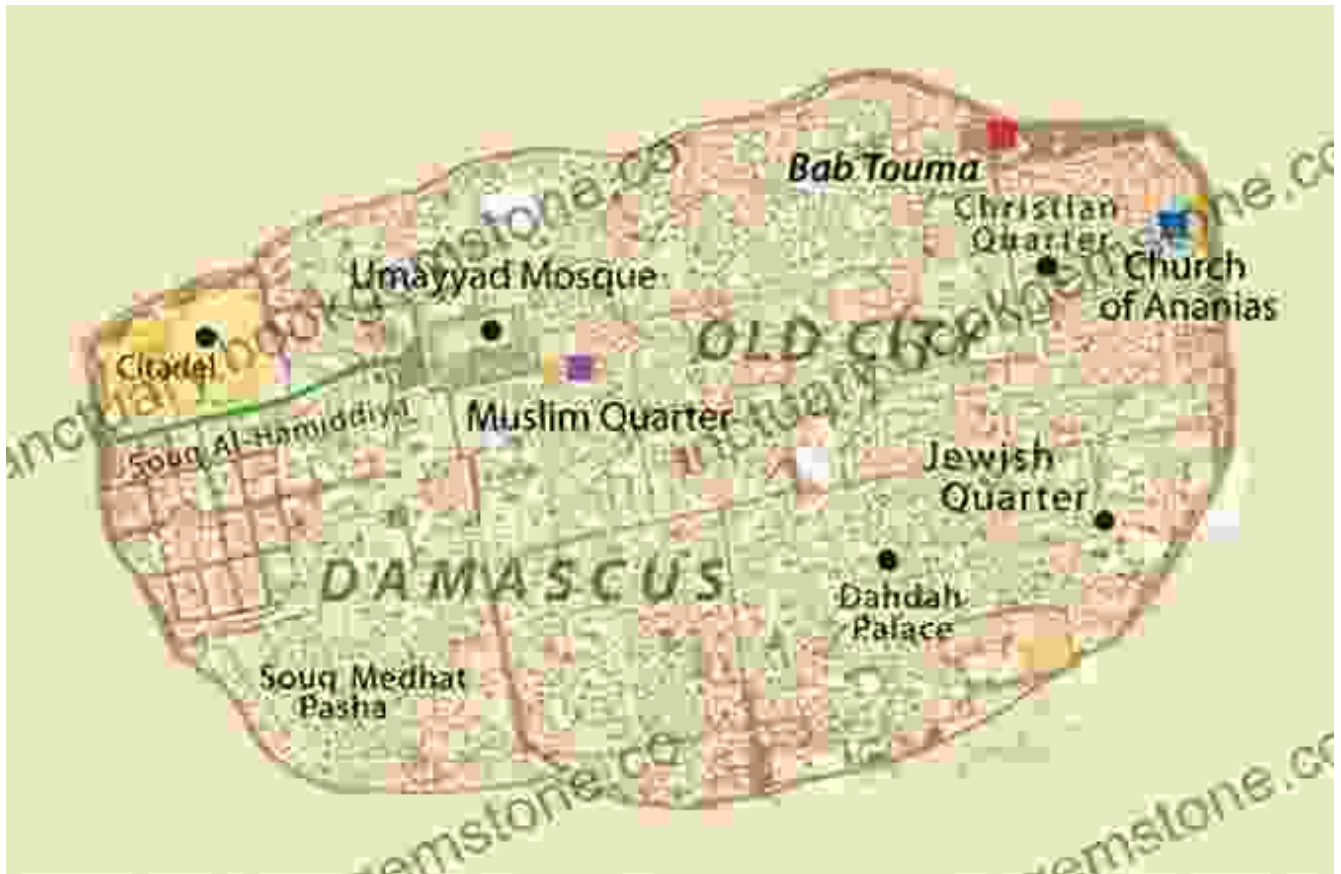 Bab Touma
Christian
Quarter
Umayyad Mosque
Church
of Ananias
OLD CITY
Citadel
Souq Al-Hamiddiya
Muslim Quarter
Jewish
Quarter
DAMASCUS
Dahdah
Palace
Souq Medhat
Pasha